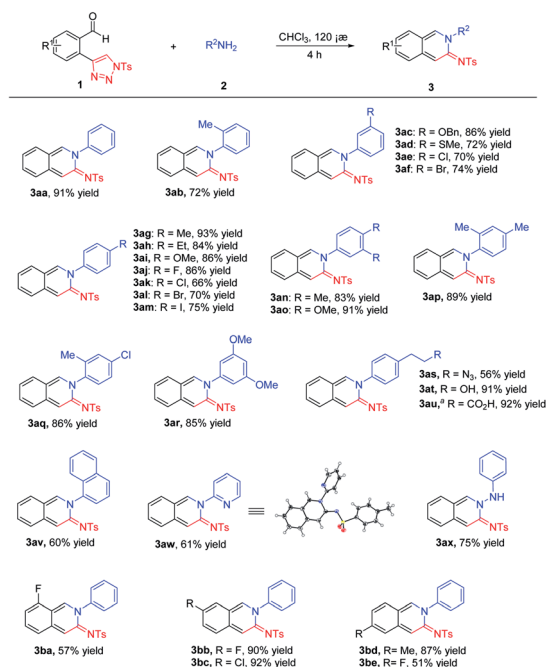 O
H
R¹
NTs
N=N
1
+
R²NH₂
2
CHCl₃, 120 ¡æ
4 h
R¹
N
R²
NTs
3
N
NTs
3aa, 91% yield
Me
N
NTs
3ab, 72% yield
R
N
NTs
3ac: R = OBn, 86% yield
3ad: R = SMe, 72% yield
3ae: R = Cl, 70% yield
3af: R = Br, 74% yield
R
N
NTs
3ag: R = Me, 93% yield
3ah: R = Et, 84% yield
3ai, R = OMe, 86% yield
3aj: R = F, 86% yield
3ak: R = Cl, 66% yield
3al: R = Br, 70% yield
3am: R = I, 75% yield
R
R
N
NTs
3an: R = Me, 83% yield
3ao: R = OMe, 91% yield
Me
Me
N
NTs
3ap, 89% yield
Me
Cl
N
NTs
3aq, 86% yield
OMe
N
OMe
NTs
3ar, 85% yield
R
N
NTs
3as, R = N₃, 56% yield
3at, R = OH, 91% yield
3au,ᵃ R = CO₂H, 92% yield
N
NTs
3av, 60% yield
N
N
NTs
3aw, 61% yield
NH
N
NTs
3ax, 75% yield
F
N
NTs
3ba, 57% yield
R
N
NTs
3bb, R = F, 90% yield
3bc, R = Cl, 92% yield
R
N
NTs
3bd, R= Me, 87% yield
3be, R= F, 51% yield